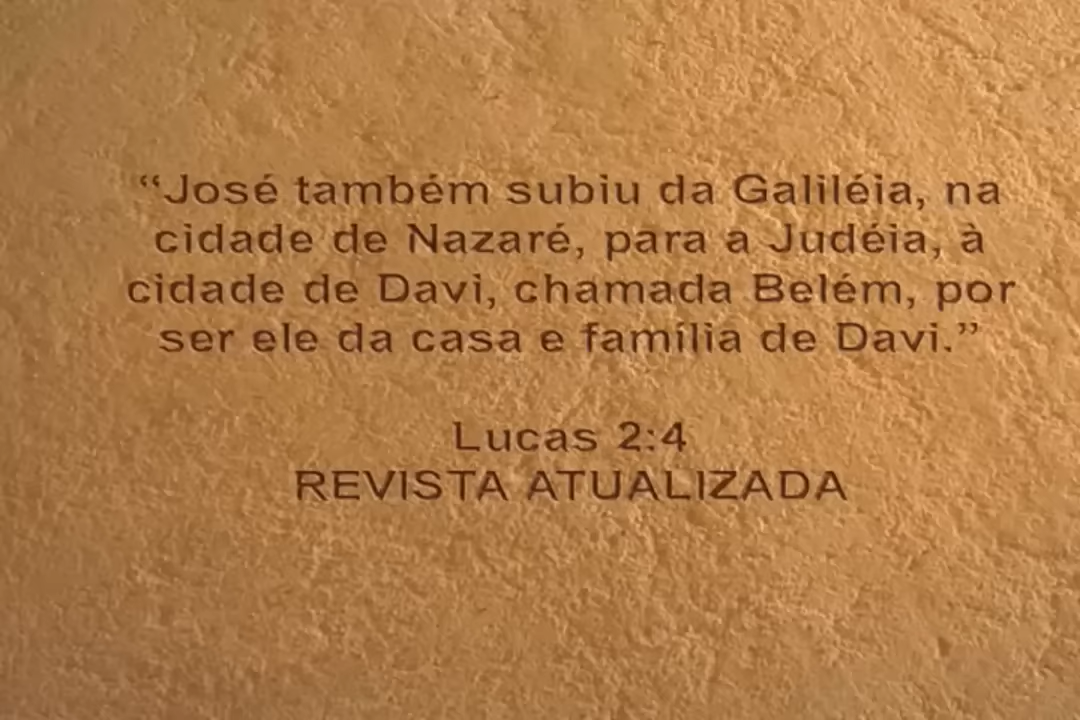 “José também subiu da Galiléia, na
cidade de Nazaré, para a Judéia, à
cidade de Davi, chamada Belém, por
ser ele da casa e família de Davi.”
Lucas 2:4
REVISTA ATUALIZADA